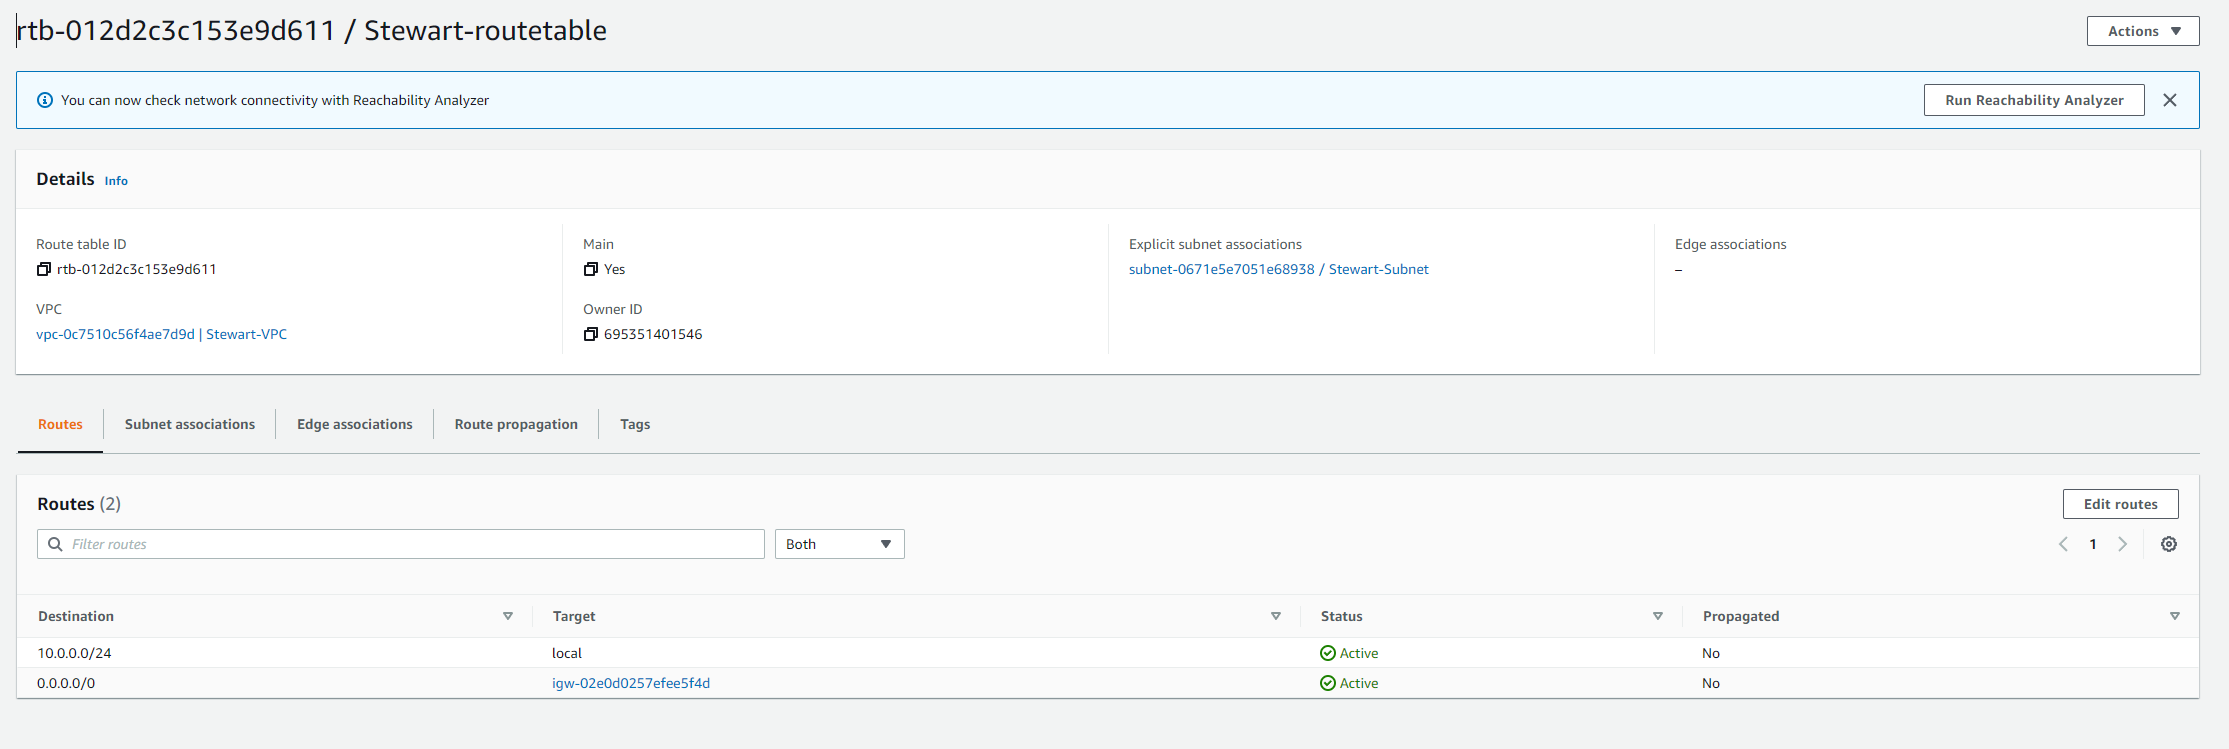 rtb-012d2c3c153e9d611 / Stewart-routetable
Actions
You can now check network connectivity with Reachability Analyzer
Run Reachability Analyzer
Details Info
Route table ID
rtb-012d2c3c153e9d611
Main
Yes
Explicit subnet associations
subnet-0671e5e7051e68938 / Stewart-Subnet
Edge associations
–
VPC
vpc-0c7510c56f4ae7d9d | Stewart-VPC
Owner ID
695351401546
Routes Subnet associations Edge associations Route propagation Tags
Routes (2)
Edit routes
Filter routes
Both
1
Destination Target Status Propagated
10.0.0.0/24 local Active No
0.0.0.0/0 igw-02e0d0257efee5f4d Active No